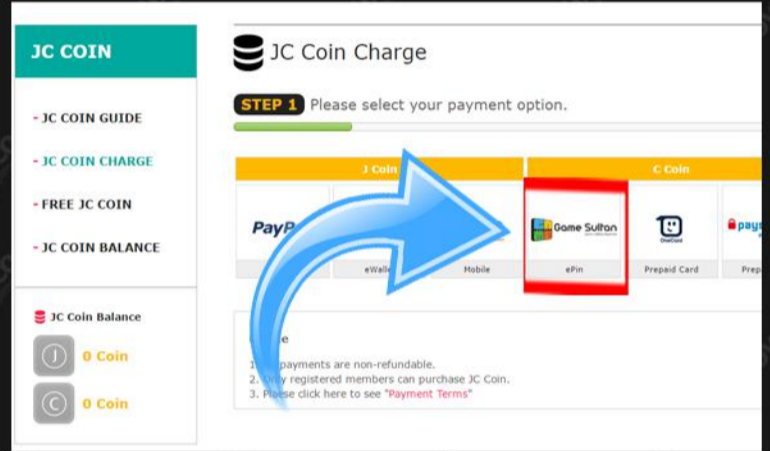 JC COIN
- JC COIN GUIDE
- JC COIN CHARGE
- FREE JC COIN
- JC COIN BALANCE
JC Coin Balance
J 0 Coin
C 0 Coin
JC Coin Charge
STEP 1 Please select your payment option.
J Coin C Coin
Game Sultan
OneCard
Mobile ePin Prepaid Card
1. payments are non-refundable.
2. registered members can purchase JC Coin.
3. Please click here to see "Payment Terms"